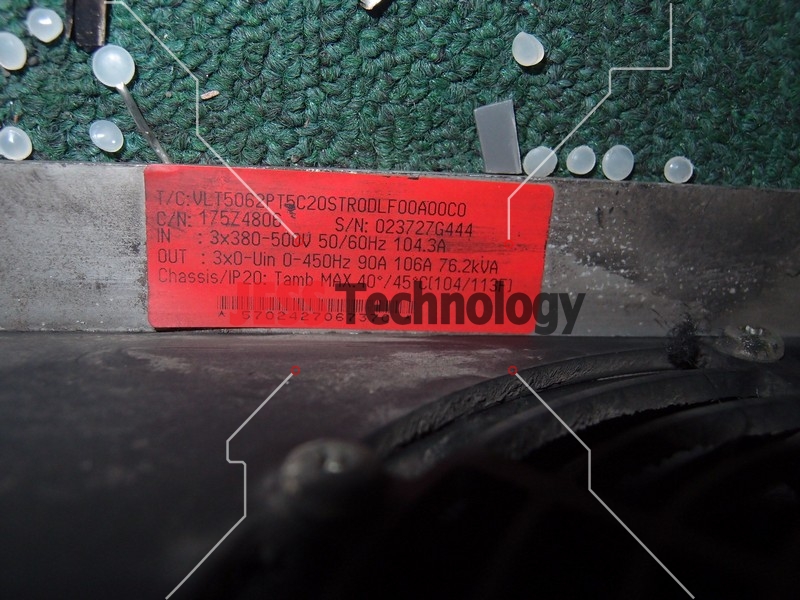 T/C:VLT5062PT5C20STR0DLF00A00C0
C/N: 175Z4806 S/N: 023727G444
IN : 3x380-500V 50/60Hz 104.3A
OUT : 3x0-Uin 0-450Hz 90A 106A 76.2kVA
Chassis/IP20: Tamb MAX.40°/45°C(104/113F)
Technology